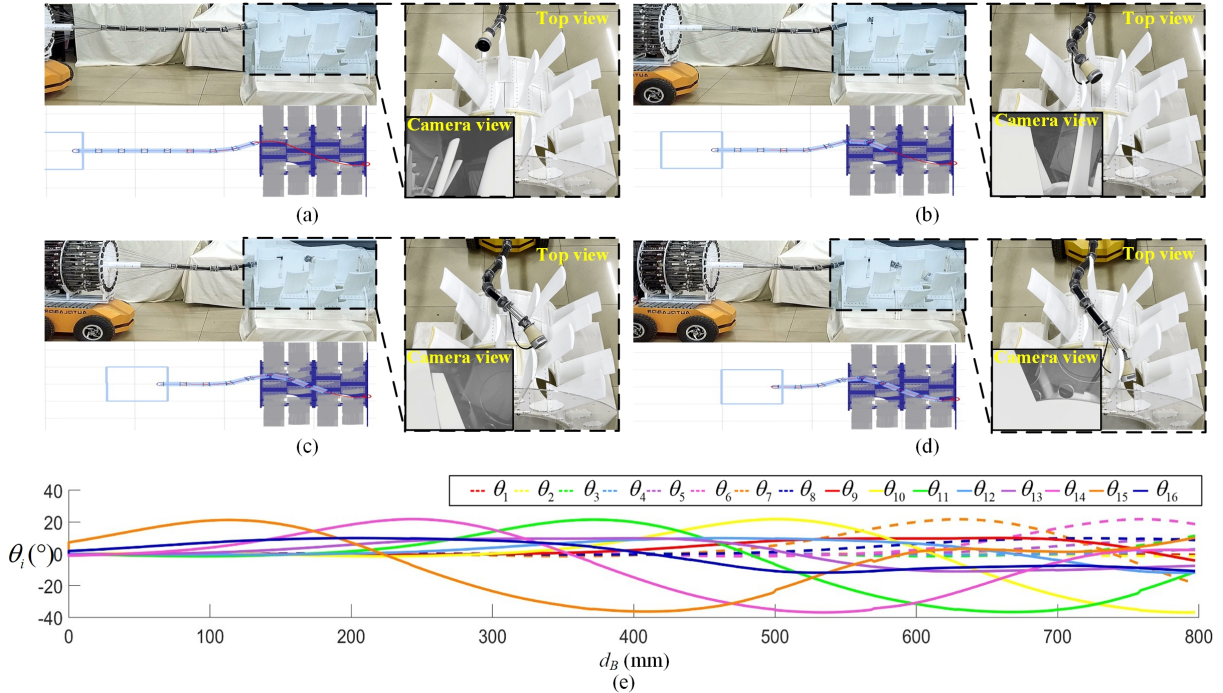 Top view
Camera view
(a)
Top view
Camera view
(b)
AUTOLABOR
Top view
Camera view
(c)
AUTOLABOR
Top view
Camera view
(d)
θ1 θ2 θ3 θ4 θ5 θ6 θ7 θ8 θ9 θ10 θ11 θ12 θ13 θ14 θ15 θ16
40
20
θi(°) 0
-20
-40
0 100 200 300 400 500 600 700 800
dB (mm)
(e)